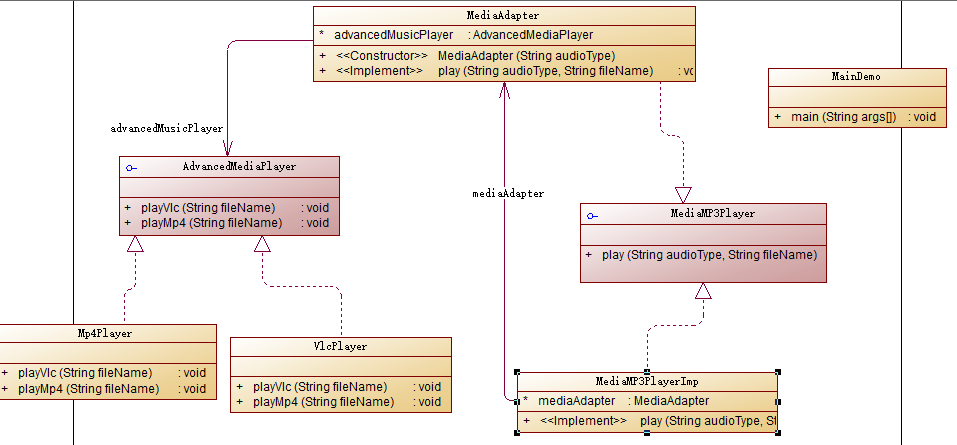 MediaAdapter
* advancedMusicPlayer : AdvancedMediaPlayer
+ <<Constructor>> MediaAdapter (String audioType)
+ <<Implement>> play (String audioType, String fileName) : vo
MainDemo
+ main (String args[]) : void
advancedMusicPlayer
AdvancedMediaPlayer
+ playVlc (String fileName) : void
+ playMp4 (String fileName) : void
mediaAdapter
MediaMP3Player
+ play (String audioType, String fileName)
Mp4Player
+ playVlc (String fileName) : void
+ playMp4 (String fileName) : void
VlcPlayer
+ playVlc (String fileName) : void
+ playMp4 (String fileName) : void
MediaMP3PlayerImp
* mediaAdapter : MediaAdapter
+ <<Implement>> play (String audioType, St